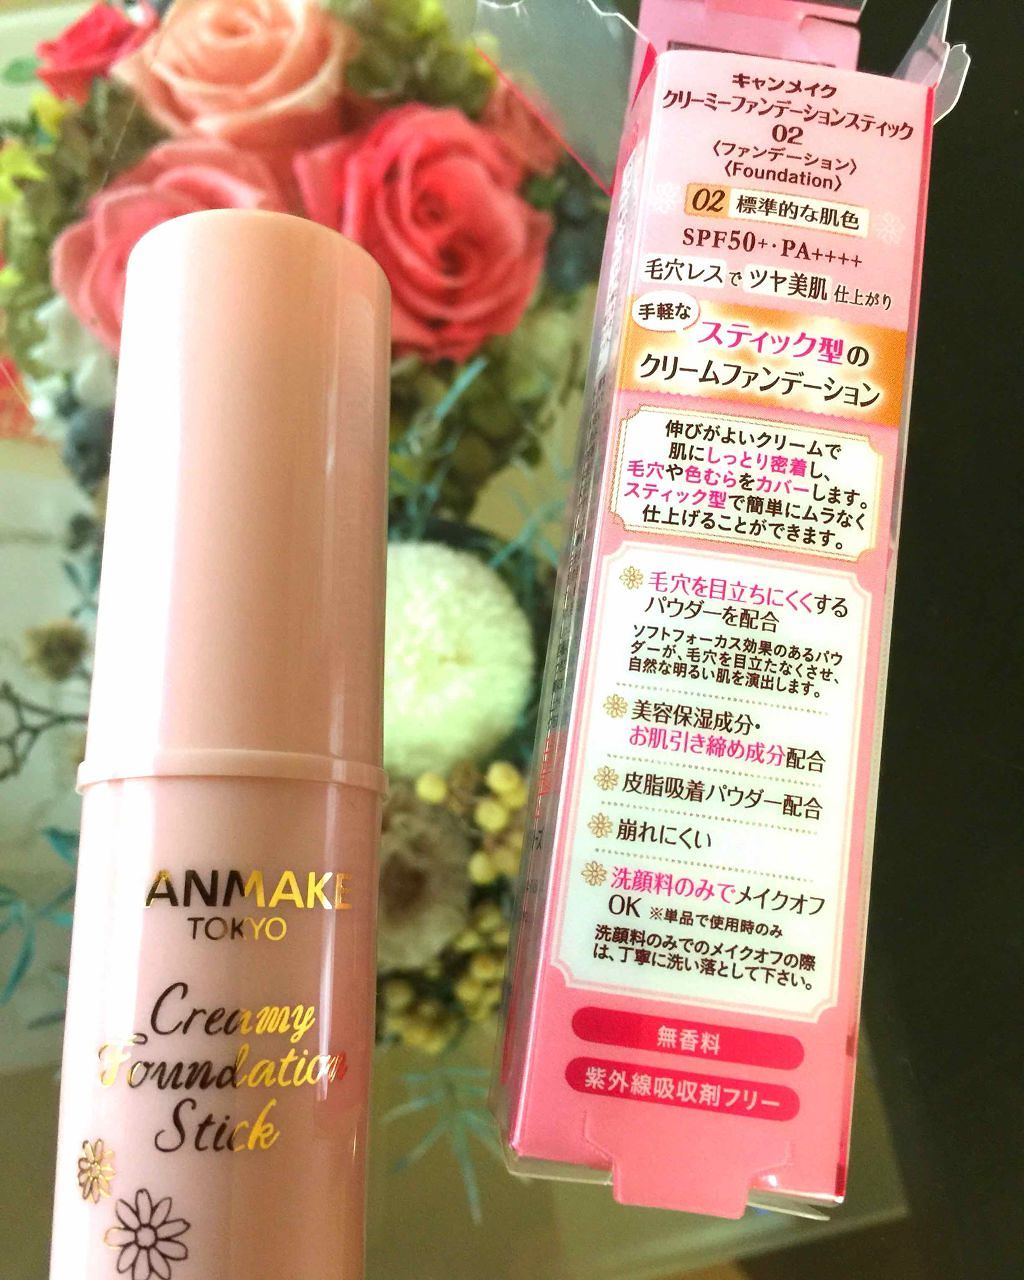 ANMAKE
TOKYO
Creamy
Foundation
Stick
キャンメイク
クリーミーファンデーションスティック
02
〈ファンデーション〉
〈Foundation〉
02 標準的な肌色
SPF50+・PA++++
毛穴レスで ツヤ美肌 仕上がり
手軽な
スティック型の
クリームファンデーション
伸びがよいクリームで
肌にしっとり密着し、
毛穴や色むらをカバーします。
スティック型で簡単にムラなく
仕上げることができます。
毛穴を目立ちにくくする
パウダーを配合
ソフトフォーカス効果のあるパウ
ダーが、毛穴を目立たなくさせ、
自然な明るい肌を演出します。
美容保湿成分・
お肌引き締め成分配合
皮脂吸着パウダー配合
崩れにくい
洗顔料のみでメイクオフ
OK ※単品で使用時のみ
洗顔料のみでのメイクオフの際
は、丁寧に洗い落として下さい。
無香料
紫外線吸収剤フリー